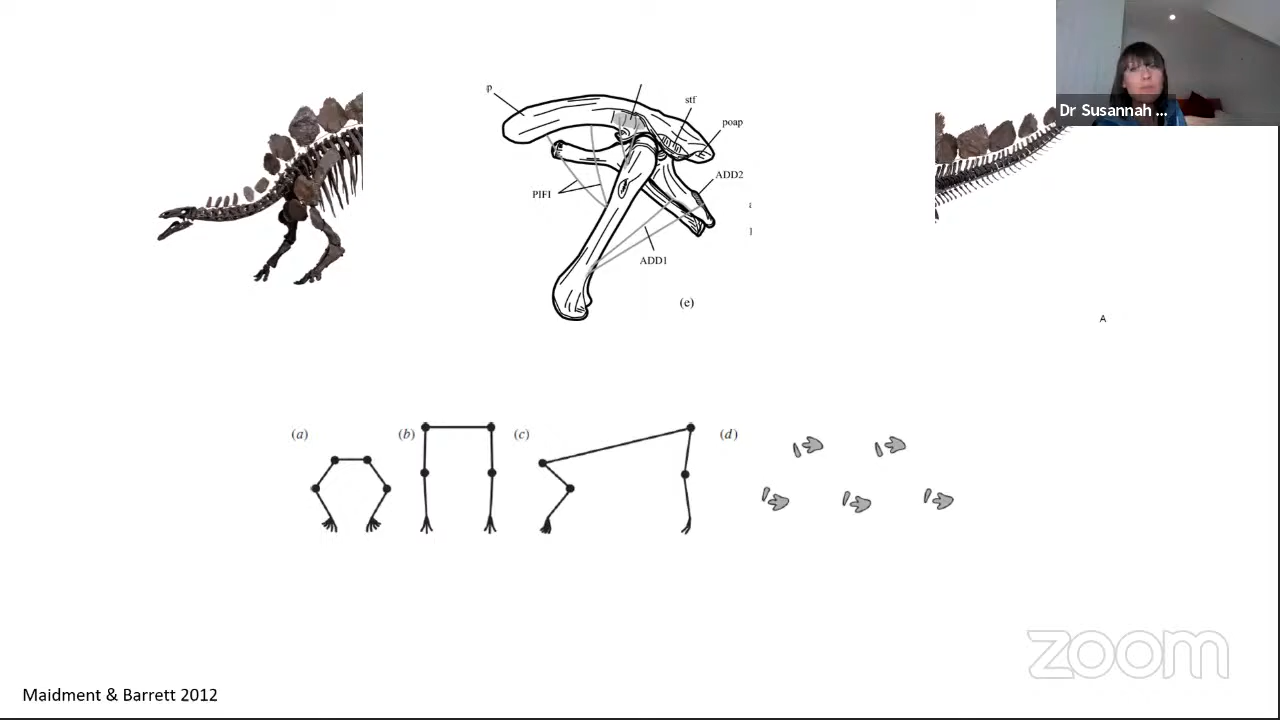 Dr Susannah ...
p
stf
poap
ADD2
PIFI
ADD1
(e)
A
(a)
(b)
(c)
(d)
zoom
Maidment & Barrett 2012